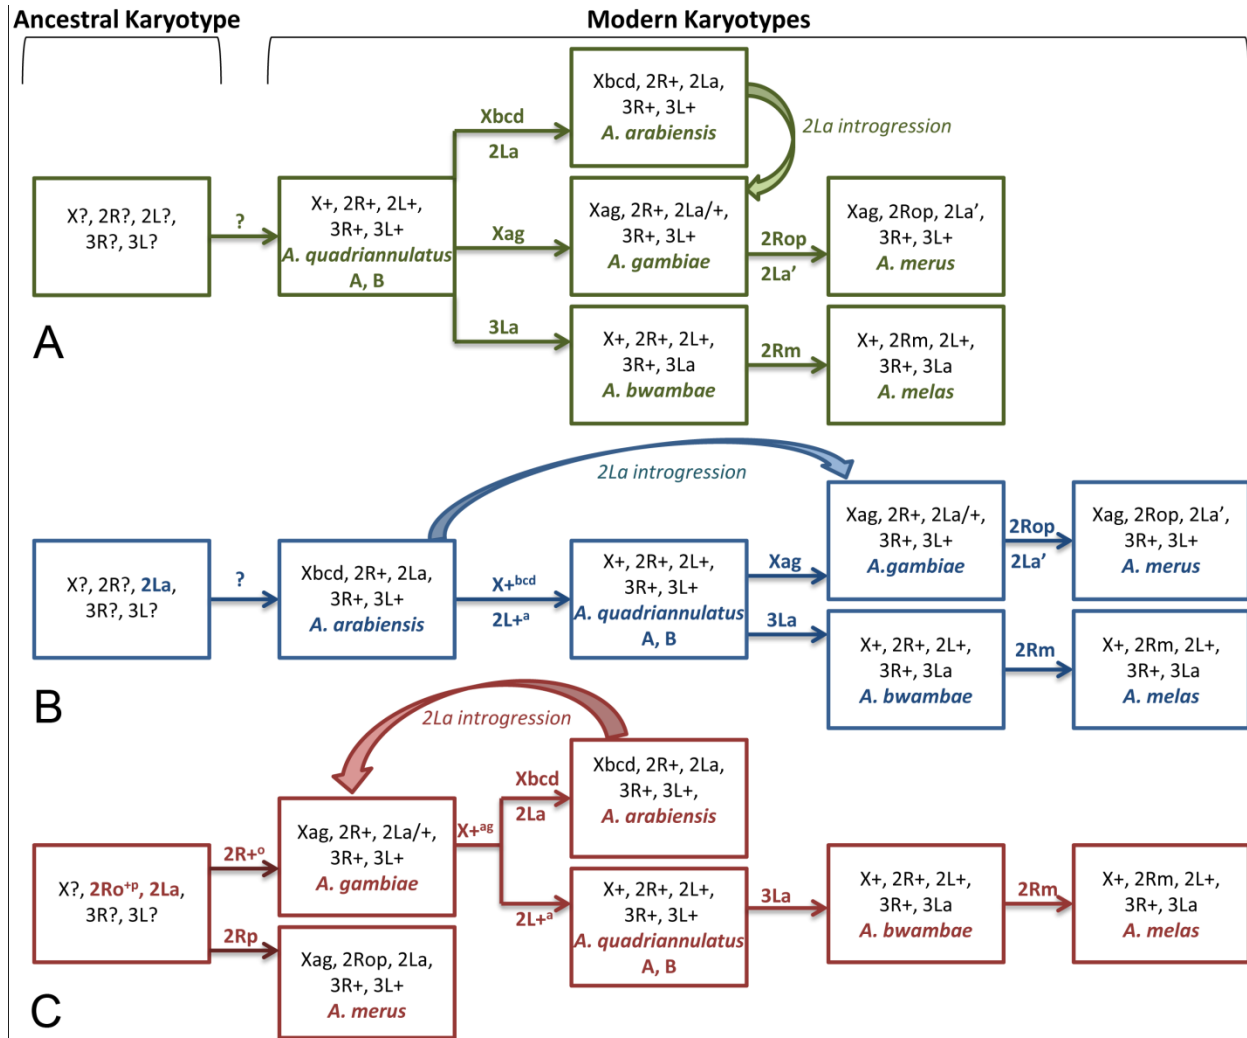 Ancestral Karyotype
Modern Karyotypes
X?, 2R?, 2L?,
3R?, 3L?
?
X+, 2R+, 2L+,
3R+, 3L+
A. quadriannulatus
A, B
Xbcd
2La
Xag
3La
Xbcd, 2R+, 2La,
3R+, 3L+
A. arabiensis
2La introgression
Xag, 2R+, 2La/+,
3R+, 3L+
A. gambiae
2Rop
2La’
Xag, 2Rop, 2La’,
3R+, 3L+
A. merus
X+, 2R+, 2L+,
3R+, 3La
A. bwambae
2Rm
X+, 2Rm, 2L+,
3R+, 3La
A. melas
A
2La introgression
X?, 2R?, 2La,
3R?, 3L?
?
Xbcd, 2R+, 2La,
3R+, 3L+
A. arabiensis
X+ᵇᶜᵈ
2L+ᵃ
X+, 2R+, 2L+,
3R+, 3L+
A. quadriannulatus
A, B
Xag
3La
Xag, 2R+, 2La/+,
3R+, 3L+
A.gambiae
2Rop
2La’
Xag, 2Rop, 2La’,
3R+, 3L+
A. merus
X+, 2R+, 2L+,
3R+, 3La
A. bwambae
2Rm
X+, 2Rm, 2L+,
3R+, 3La
A. melas
B
2La introgression
X?, 2Ro⁺ᵖ, 2La,
3R?, 3L?
2R+ᵒ
2Rp
Xag, 2R+, 2La/+,
3R+, 3L+
A. gambiae
Xag, 2Rop, 2La,
3R+, 3L+
A. merus
X+ᵃᵍ
Xbcd
2La
2L+ᵃ
Xbcd, 2R+, 2La,
3R+, 3L+,
A. arabiensis
X+, 2R+, 2L+,
3R+, 3L+
A. quadriannulatus
A, B
3La
X+, 2R+, 2L+,
3R+, 3La
A. bwambae
2Rm
X+, 2Rm, 2L+,
3R+, 3La
A. melas
C